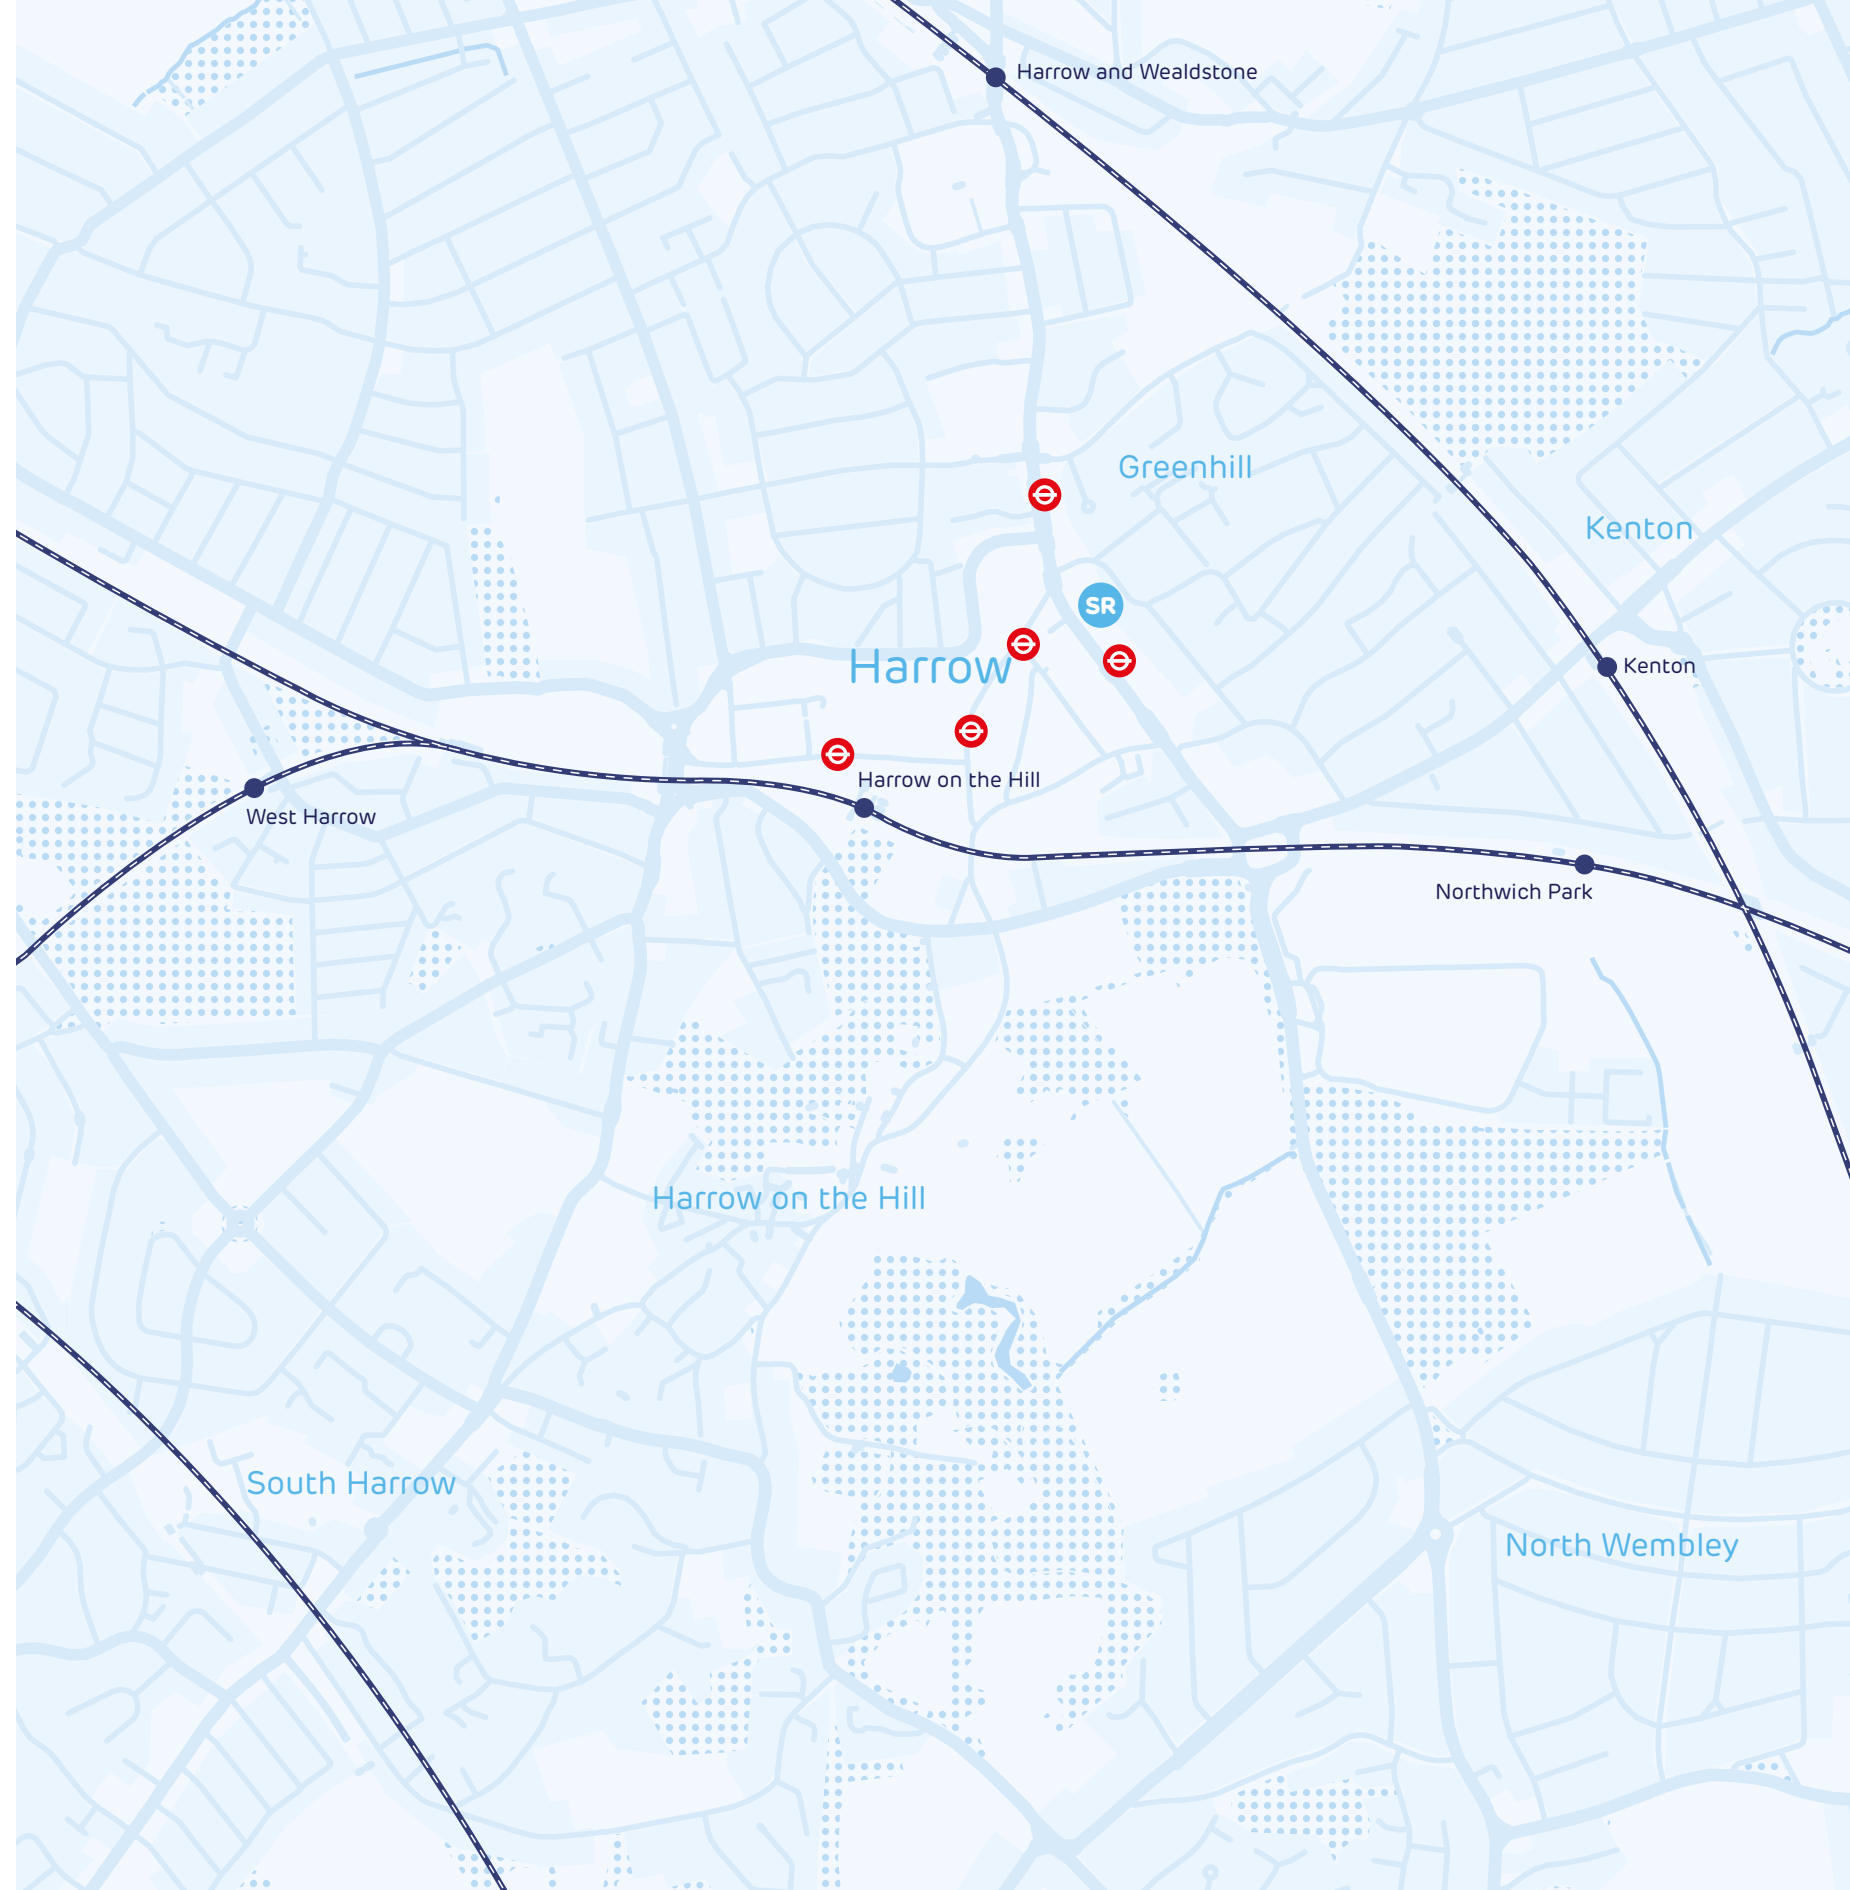 Harrow and Wealdstone
Greenhill
Kenton
SR
Harrow
Kenton
Harrow on the Hill
West Harrow
Northwich Park
Harrow on the Hill
South Harrow
North Wembley